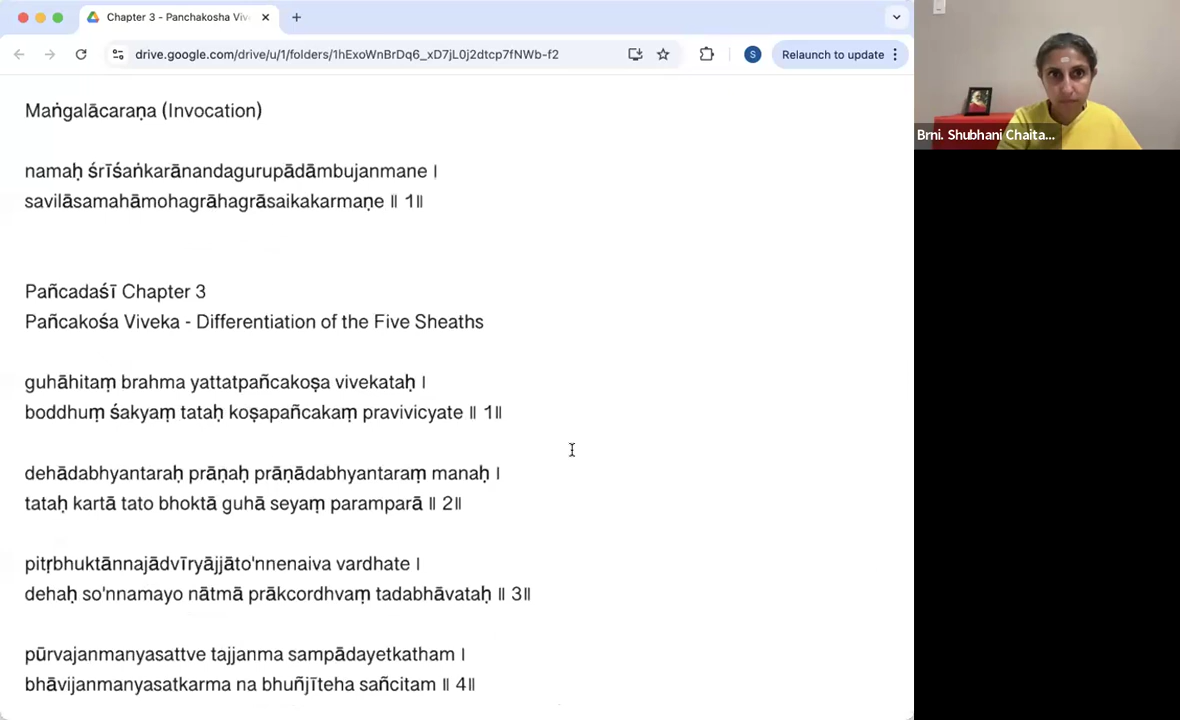 Chapter 3 - Panchakosha Viv
drive.google.com/drive/u/1/folders/1hExoWnBrDq6_xD7jL0j2dtcp7fNWb-f2
S
Relaunch to update
Maṅgalācaraṇa (Invocation)
namaḥ śrīśaṅkarānandagurupādāmbujanmane ।
savilāsamahāmohagrāhagrāsaikakarmaṇe ॥ 1॥
Pañcadaśī Chapter 3
Pañcakośa Viveka - Differentiation of the Five Sheaths
guhāhitaṃ brahma yattatpañcakoṣa vivekataḥ ।
boddhuṃ śakyaṃ tataḥ koṣapañcakaṃ pravivicyate ॥ 1॥
dehādabhyantaraḥ prāṇaḥ prāṇādabhyantaraṃ manaḥ ।
tataḥ kartā tato bhoktā guhā seyaṃ paramparā ॥ 2॥
pitṛbhuktānnajādvīryājjāto'nnenaiva vardhate ।
dehaḥ so'nnamayo nātmā prākcordhvaṃ tadabhāvataḥ ॥ 3॥
pūrvajanmanyasattve tajjanma sampādayetkatham ।
bhāvijanmanyasatkarma na bhuñjīteha sañcitam ॥ 4॥
Brni. Shubhani Chaita...